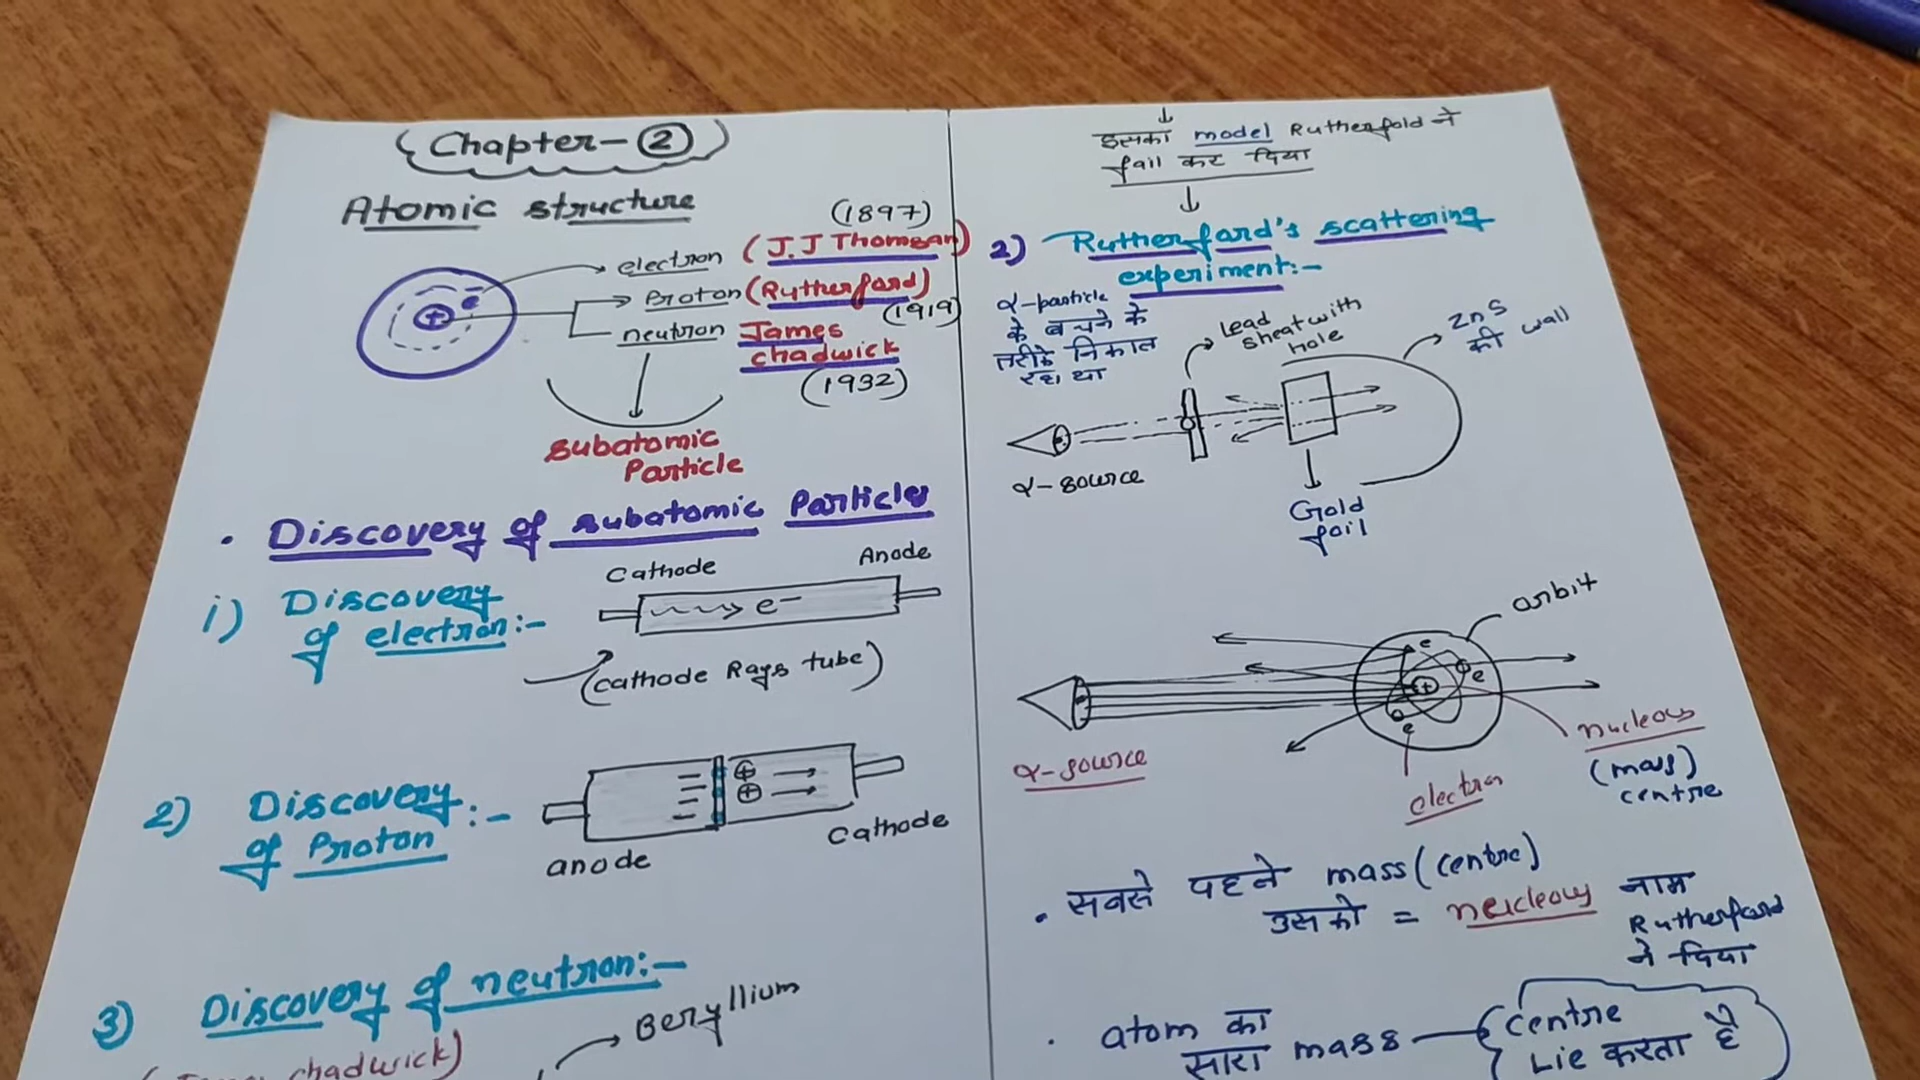 Chapter-②
Atomic structure
(1897)
electron (J.J Thomson)
Proton (Rutherford)
(1919)
neutron James
chadwick
(1932)
Subatomic
Particle
• Discovery of subatomic Particles
i) Discovery
of electron:-
Cathode
Anode
e⁻
(Cathode Rays tube)
2) Discovery
of Proton :-
⊕
⊕
anode
Cathode
3) Discovery of neutron:-
Beryllium
chadwick)
इसका model Rutherfold ने
fail कर दिया
2) Rutherford's scattering
experiment:-
α-particle
के बचने के
तरीके निकाल
रहा था
Lead
sheat with
hole
ZnS
की wall
α-source
Gold
foil
orbit
e
+
e
e
α-source
electron
nucleous
(mass)
centre
• सबसे पहने mass (centre)
उसको = neucleous नाम
Rutherford
ने दिया
• atom का
सारा mass
centre
Lie करता है